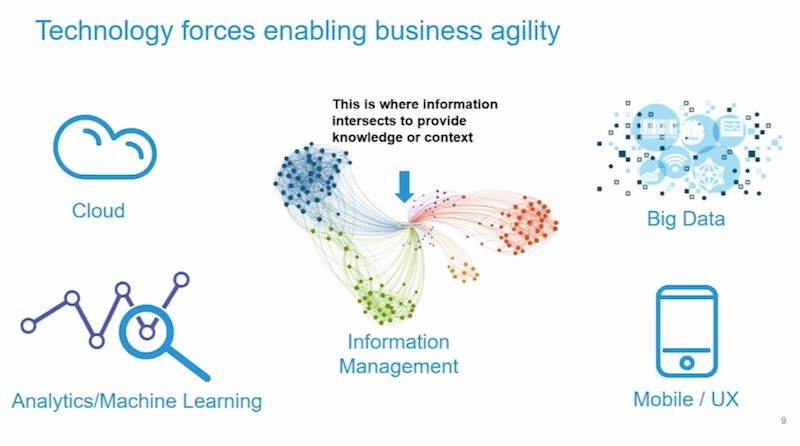 Technology forces enabling business agility
This is where information
intersects to provide
knowledge or context
Cloud
Big Data
Information
Management
Analytics/Machine Learning
Mobile / UX
9